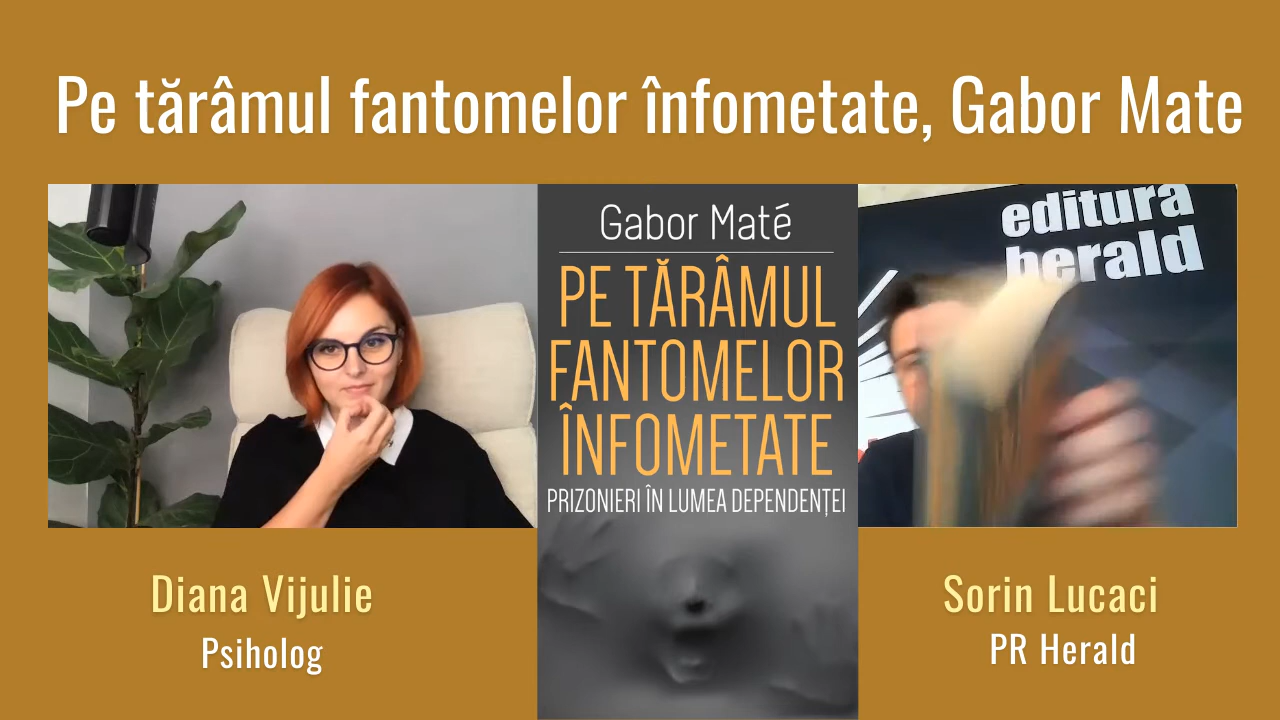 Pe tărâmul fantomelor înfometate, Gabor Mate
editura
herald
Gabor Maté
PE TĂRÂMUL
FANTOMELOR
ÎNFOMETATE
PRIZONIERI ÎN LUMEA DEPENDENȚEI
Diana Vijulie
Psiholog
Sorin Lucaci
PR Herald